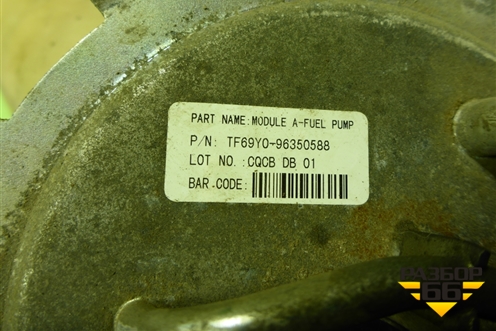 PART NAME:MODULE A-FUEL PUMP
P/N: TF69Y0-96350588
LOT NO.:CQCB DB 01
BAR-CODE:
РАЗБОР
66